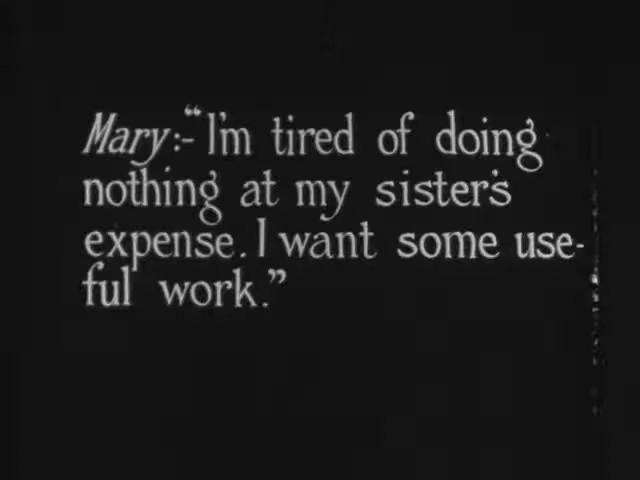 Mary:-"I'm tired of doing
nothing at my sister's
expense. I want some use-
ful work."